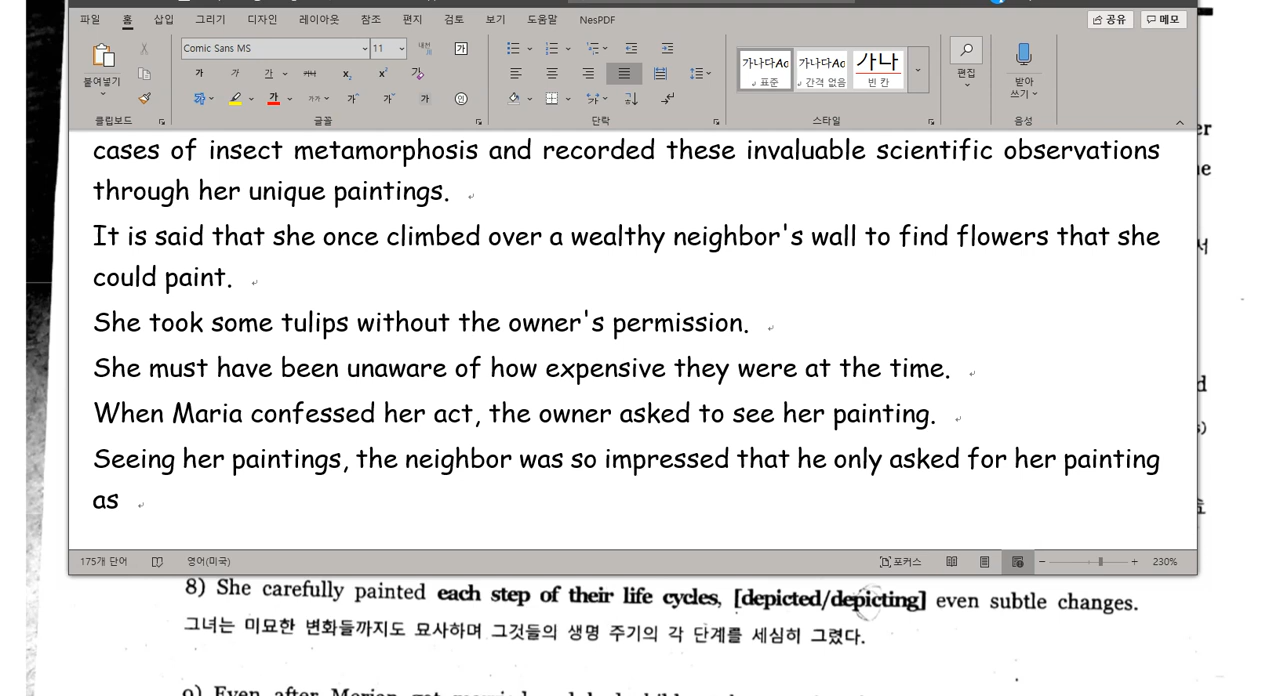 파일 홈 삽입 그리기 디자인 레이아웃 참조 편지 검토 보기 도움말 NesPDF 공유 메모
붙여넣기 Comic Sans MS 11 가나다Aa 가나다Aa 가나 편집 받아
표준 간격 없음 빈 칸 쓰기
클립보드 글꼴 단락 스타일 음성
cases of insect metamorphosis and recorded these invaluable scientific observations
through her unique paintings.
It is said that she once climbed over a wealthy neighbor's wall to find flowers that she
could paint.
She took some tulips without the owner's permission.
She must have been unaware of how expensive they were at the time.
When Maria confessed her act, the owner asked to see her painting.
Seeing her paintings, the neighbor was so impressed that he only asked for her painting
as
175개 단어 영어(미국) 포커스 230%
8) She carefully painted each step of their life cycles, [depicted/depicting] even subtle changes.
그녀는 미묘한 변화들까지도 묘사하며 그것들의 생명 주기의 각 단계를 세심히 그렸다.